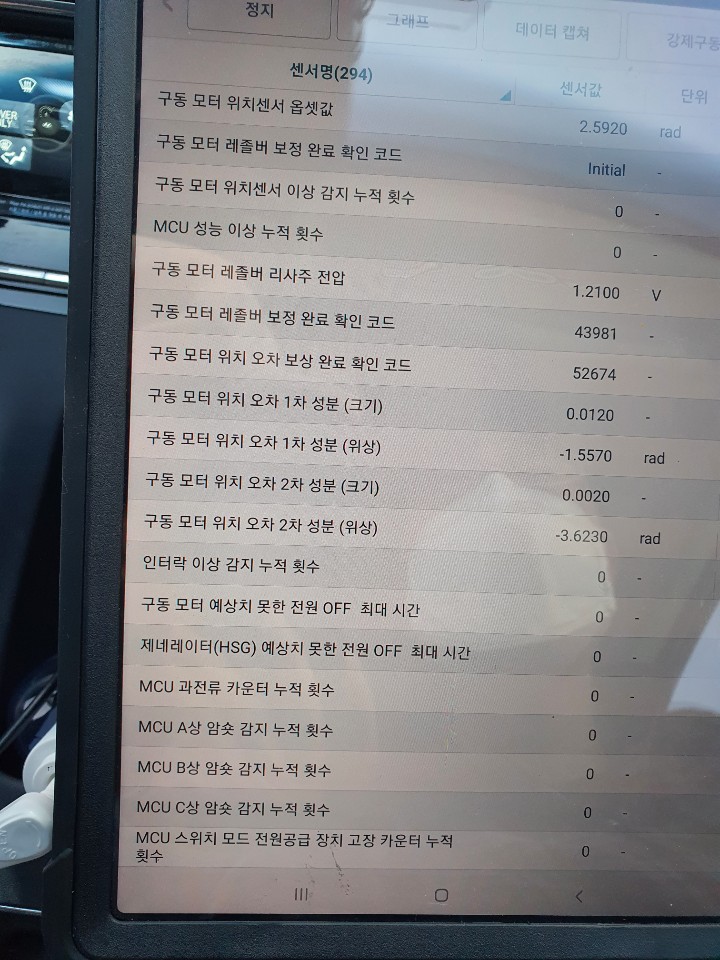 정지
그래프
데이터 캡쳐
강제구동
센서명(294) 센서값 단위
구동 모터 위치센서 옵셋값 2.5920 rad
구동 모터 레졸버 보정 완료 확인 코드 Initial -
구동 모터 위치센서 이상 감지 누적 횟수 0 -
MCU 성능 이상 누적 횟수 0 -
구동 모터 레졸버 리사주 전압 1.2100 V
구동 모터 레졸버 보정 완료 확인 코드 43981 -
구동 모터 위치 오차 보상 완료 확인 코드 52674 -
구동 모터 위치 오차 1차 성분 (크기) 0.0120 -
구동 모터 위치 오차 1차 성분 (위상) -1.5570 rad
구동 모터 위치 오차 2차 성분 (크기) 0.0020 -
구동 모터 위치 오차 2차 성분 (위상) -3.6230 rad
인터락 이상 감지 누적 횟수 0 -
구동 모터 예상치 못한 전원 OFF 최대 시간 0 -
제네레이터(HSG) 예상치 못한 전원 OFF 최대 시간 0 -
MCU 과전류 카운터 누적 횟수 0 -
MCU A상 암숏 감지 누적 횟수 0 -
MCU B상 암숏 감지 누적 횟수 0 -
MCU C상 암숏 감지 누적 횟수 0 -
MCU 스위치 모드 전원공급 장치 고장 카운터 누적
횟수 0 -